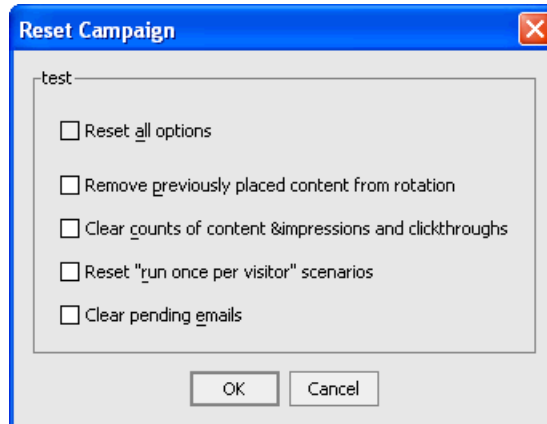 Reset Campaign
test
Reset all options
Remove previously placed content from rotation
Clear counts of content &impressions and clickthroughs
Reset "run once per visitor" scenarios
Clear pending emails
OK
Cancel